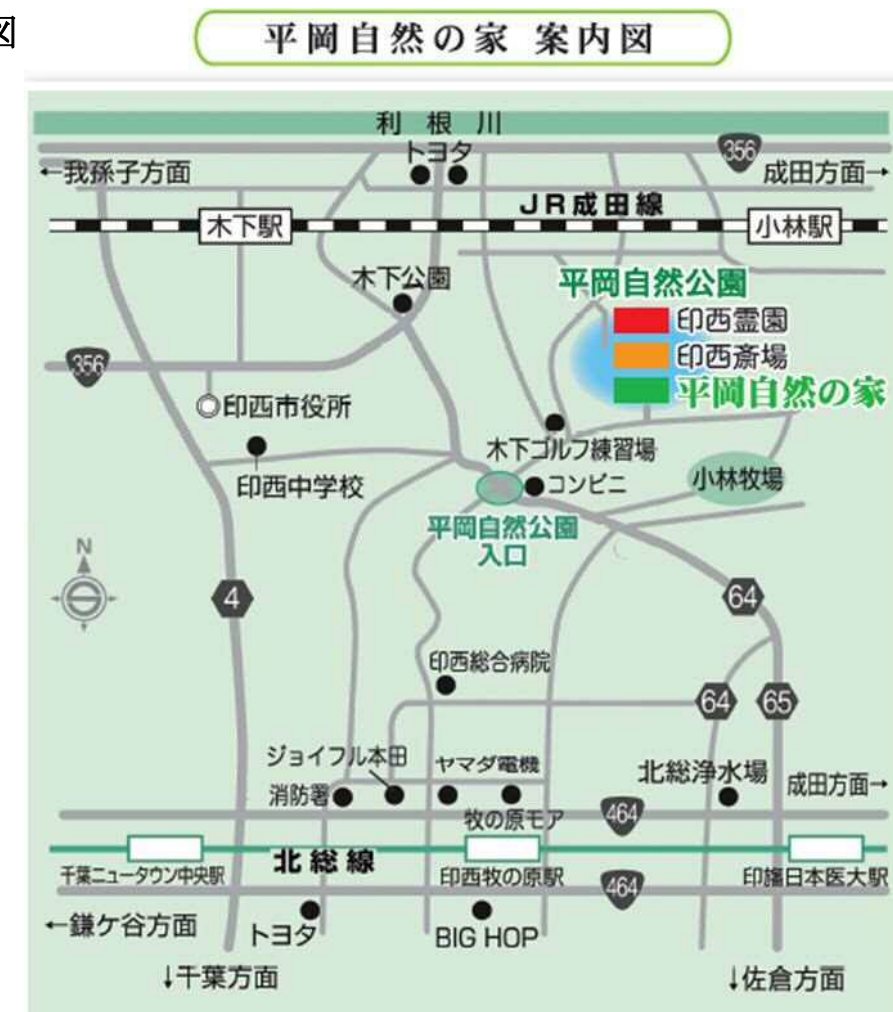 図
平岡自然の家 案内図
利根川
トヨタ
356
←我孫子方面
成田方面→
JR成田線
木下駅
小林駅
木下公園
平岡自然公園
印西霊園
印西斎場
平岡自然の家
356
印西市役所
木下ゴルフ練習場
印西中学校
コンビニ
小林牧場
平岡自然公園
入口
N
4
64
印西総合病院
64
65
ジョイフル本田
ヤマダ電機
北総浄水場
成田方面→
消防署
牧の原モア
464
北総線
千葉ニュータウン中央駅
印西牧の原駅
464
印旛日本医大駅
←鎌ケ谷方面
トヨタ
BIG HOP
↓千葉方面
↓佐倉方面